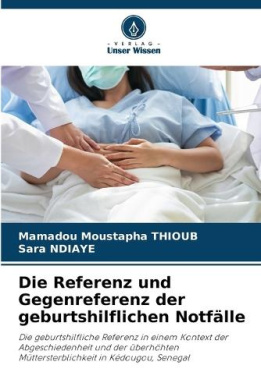 - VERLAG -
Unser Wissen
Mamadou Moustapha THIOUB
Sara NDIAYE
Die Referenz und
Gegenreferenz der
geburtshilflichen Notfälle
Die geburtshilfliche Referenz in einem Kontext der
Abgeschiedenheit und der überhöhten
Müttersterblichkeit in Kédougou, Senegal